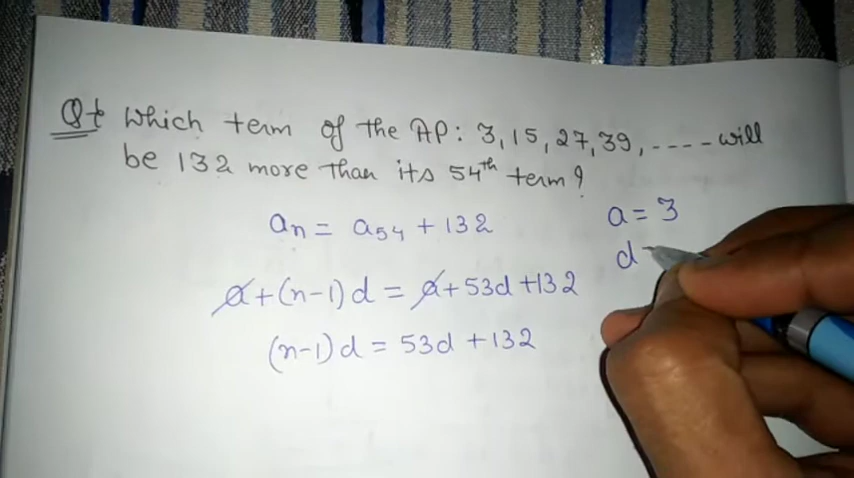 Q† Which term of the AP: 3, 15, 27, 39, ---- will
be 132 more than its 54th term?
an = a54 + 132
a + (n-1)d = a + 53d + 132
(n-1)d = 53d + 132
a = 3
d =